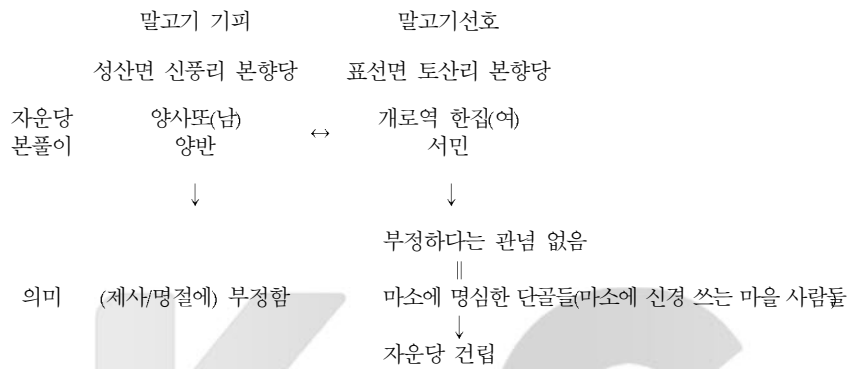 말고기 기피 말고기선호
성산면 신풍리 본향당 표선면 토산리 본향당
자운당 양사또(남) ↔ 개로역 한집(여)
본풀이 양반 서민
↓ ↓
부정하다는 관념 없음
||
의미 (제사/명절에) 부정함 마소에 명심한 단골들(마소에 신경 쓰는 마을 사람들
↓
자운당 건립